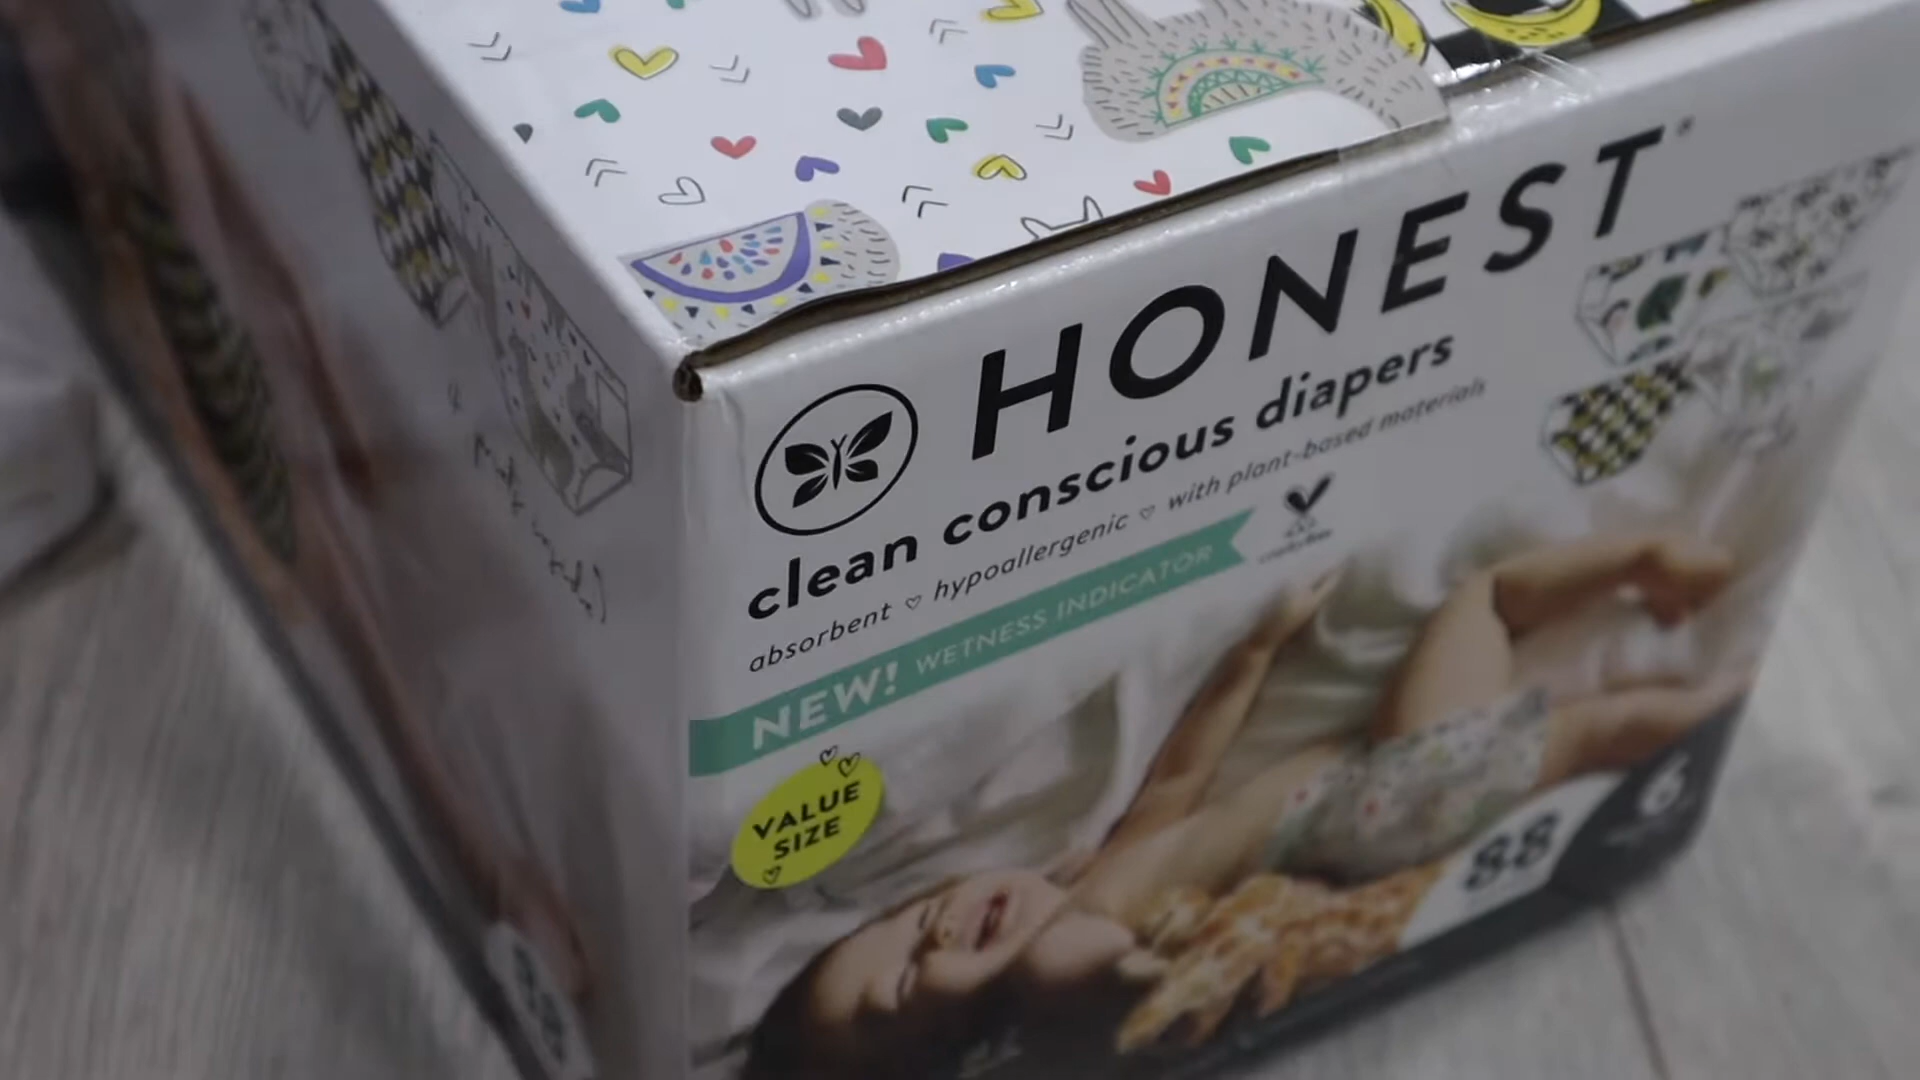 HONEST
clean conscious diapers
absorbent ♡ hypoallergenic ♡ with plant-based materials
NEW! WETNESS INDICATOR
VALUE
SIZE
88
6